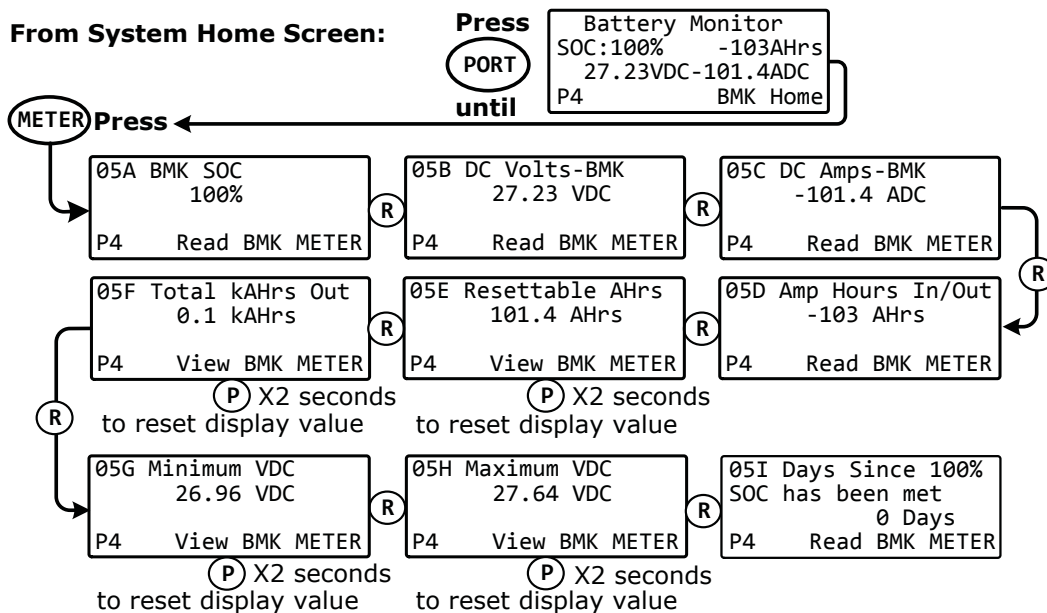 From System Home Screen:
Press
PORT
until
Battery Monitor
SOC:100% -103AHrs
27.23VDC-101.4ADC
P4 BMK Home
METER Press
05A BMK SOC
100%
P4 Read BMK METER
R
05B DC Volts-BMK
27.23 VDC
P4 Read BMK METER
R
05C DC Amps-BMK
-101.4 ADC
P4 Read BMK METER
R
05F Total kAHrs Out
0.1 kAHrs
P4 View BMK METER
P X2 seconds
to reset display value
R
05E Resettable AHrs
101.4 AHrs
P4 View BMK METER
P X2 seconds
to reset display value
R
05D Amp Hours In/Out
-103 AHrs
P4 Read BMK METER
R
05G Minimum VDC
26.96 VDC
P4 View BMK METER
P X2 seconds
to reset display value
R
05H Maximum VDC
27.64 VDC
P4 View BMK METER
P X2 seconds
to reset display value
R
05I Days Since 100%
SOC has been met
0 Days
P4 Read BMK METER